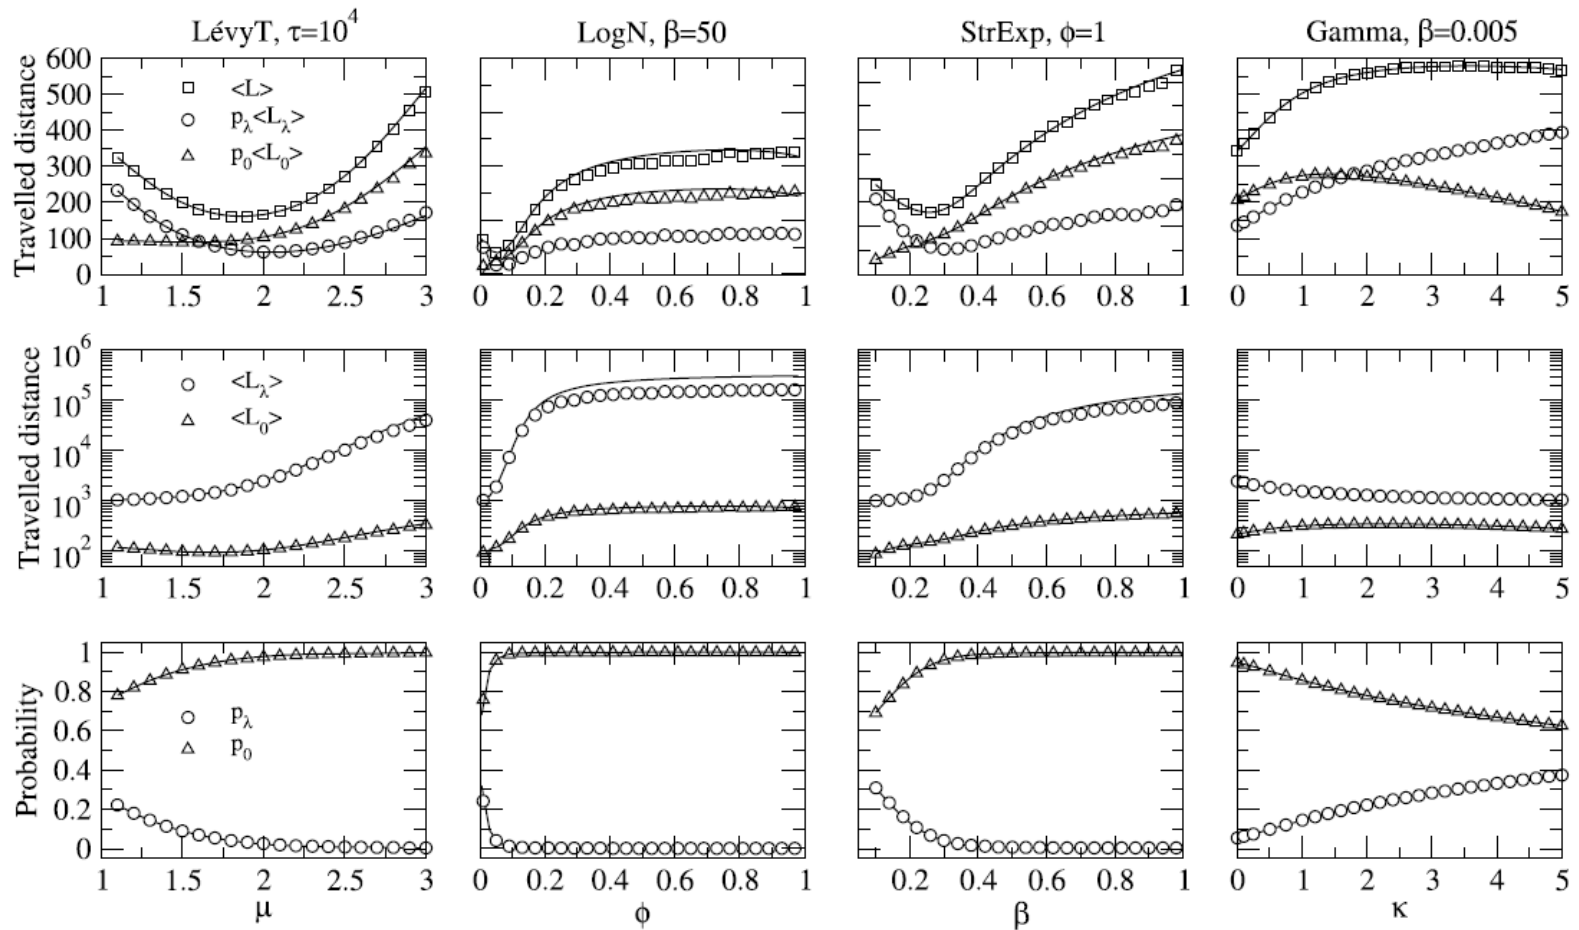 LévyT, τ=10^4
LogN, β=50
StrExp, ϕ=1
Gamma, β=0.005
Travelled distance
600
500
400
300
200
100
0
<L>
p_λ<L_λ>
p_0<L_0>
1 1.5 2 2.5 3
0 0.2 0.4 0.6 0.8 1
0.2 0.4 0.6 0.8 1
0 1 2 3 4 5
Travelled distance
10^6
10^5
10^4
10^3
10^2
<L_λ>
<L_0>
1 1.5 2 2.5 3
0 0.2 0.4 0.6 0.8 1
0.2 0.4 0.6 0.8 1
0 1 2 3 4 5
Probability
1
0.8
0.6
0.4
0.2
0
p_λ
p_0
1 1.5 2 2.5 3
0 0.2 0.4 0.6 0.8 1
0.2 0.4 0.6 0.8 1
0 1 2 3 4 5
μ
ϕ
β
κ